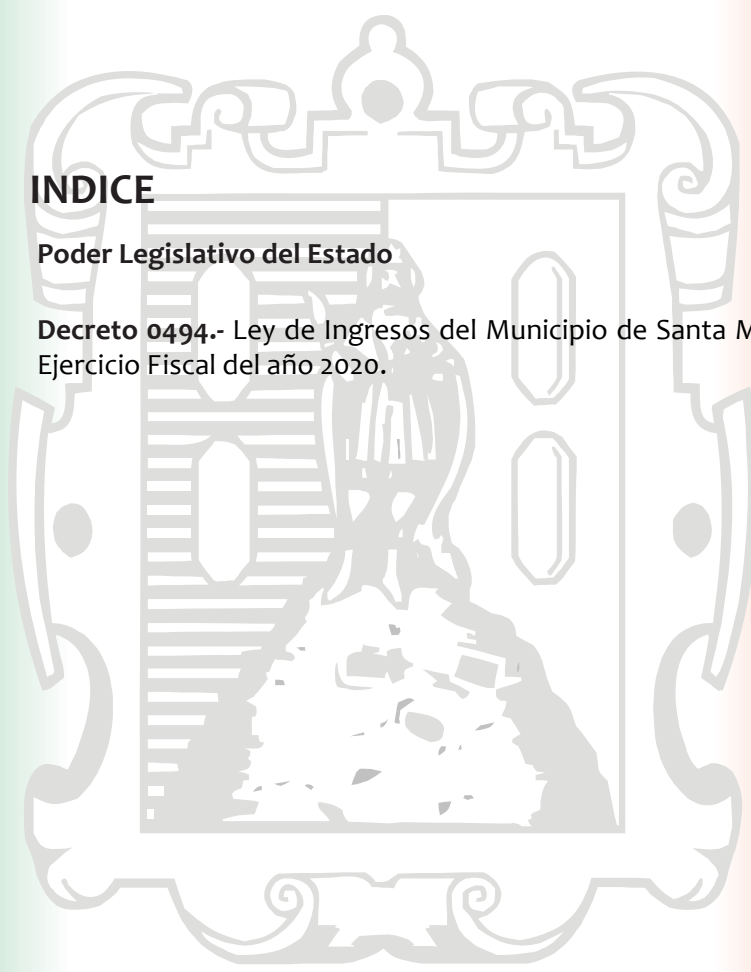 INDICE
Poder Legislativo del Estado
Decreto 0494.- Ley de Ingresos del Municipio de Santa M
Ejercicio Fiscal del año 2020.